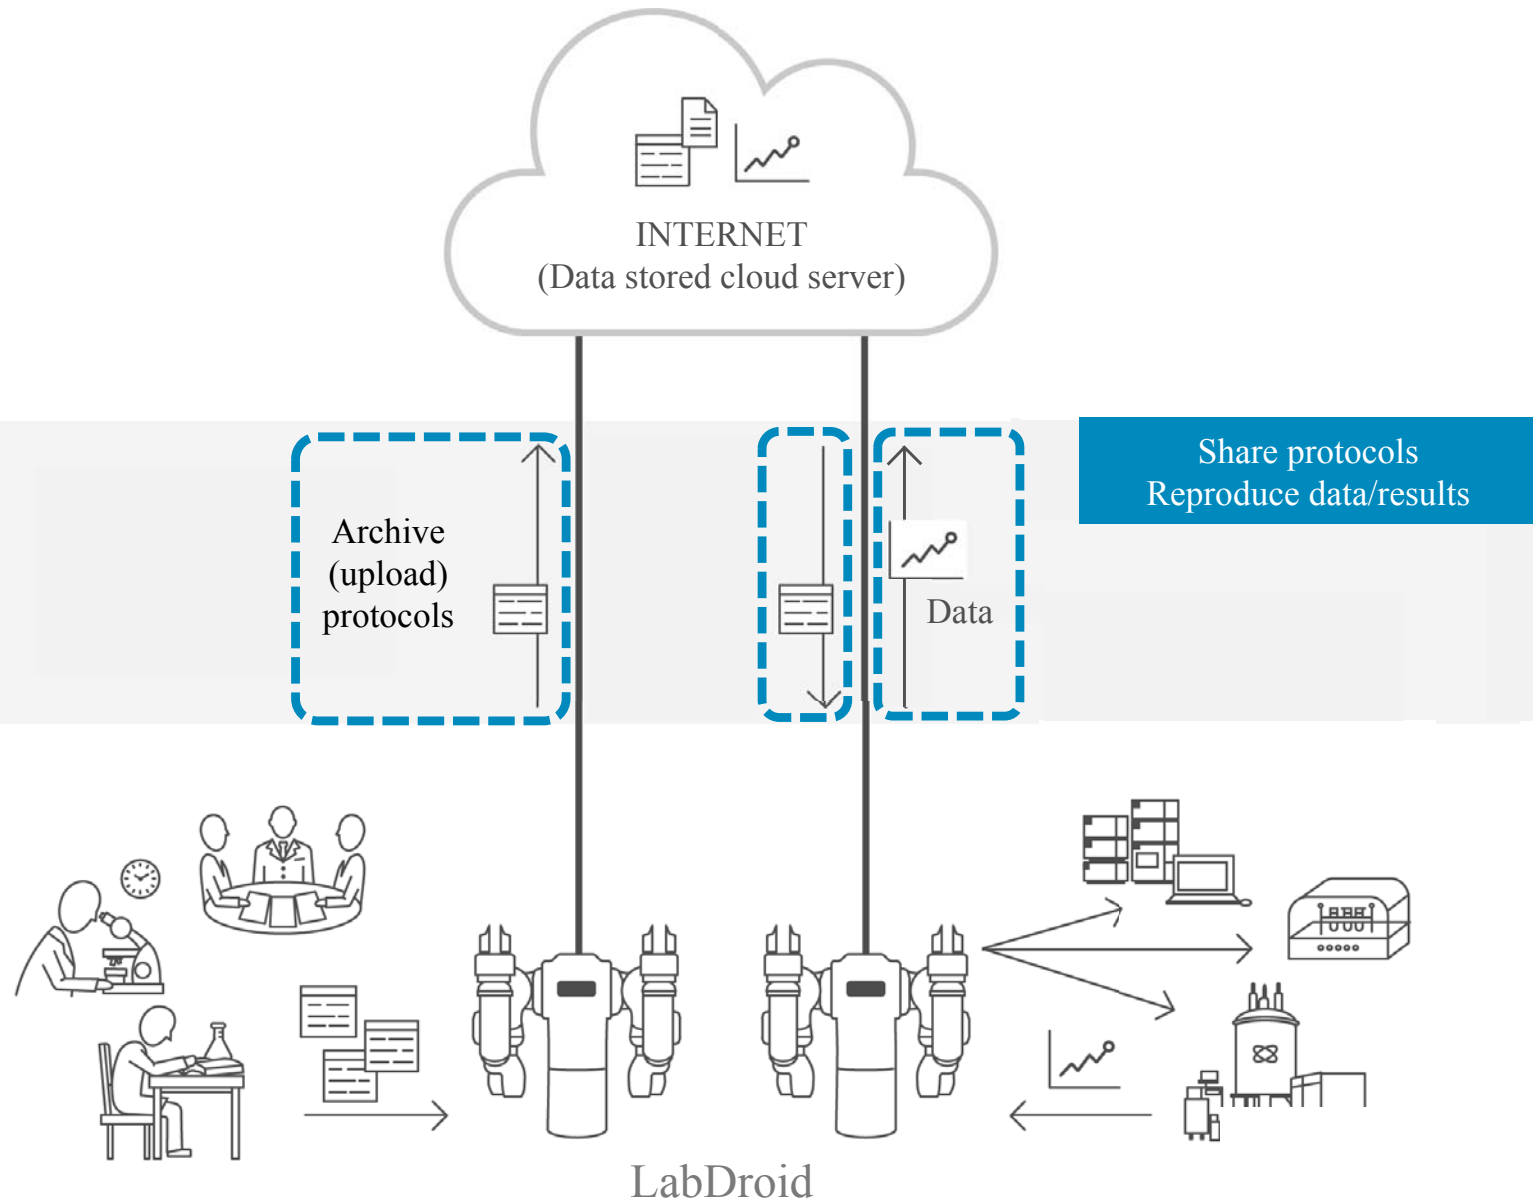 INTERNET
(Data stored cloud server)
Share protocols
Reproduce data/results
Archive
(upload)
protocols
Data
LabDroid